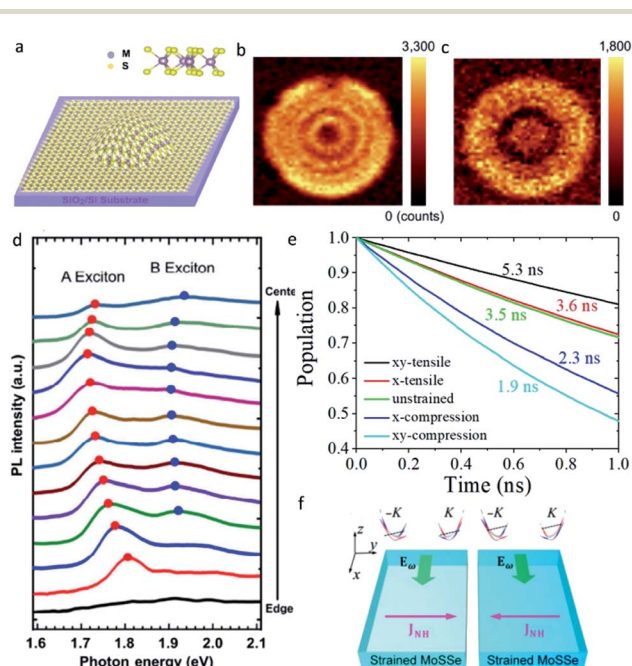 a
M
S
SiO₂/Si Substrate
b
3,300
0 (counts)
c
1,800
0
d
A Exciton
B Exciton
Cente
Edge
PL intensity (a.u.)
1.6 1.7 1.8 1.9 2.0 2.1
Photon energy (eV)
e
1.0
0.9
0.8
0.7
0.6
0.5
0.4
Population
5.3 ns
3.6 ns
3.5 ns
2.3 ns
1.9 ns
xy-tensile
x-tensile
unstrained
x-compression
xy-compression
0.0 0.2 0.4 0.6 0.8 1.0
Time (ns)
f
-K K -K K
z
y
x
Eω Eω
JNH JNH
Strained MoSSe Strained MoSSe